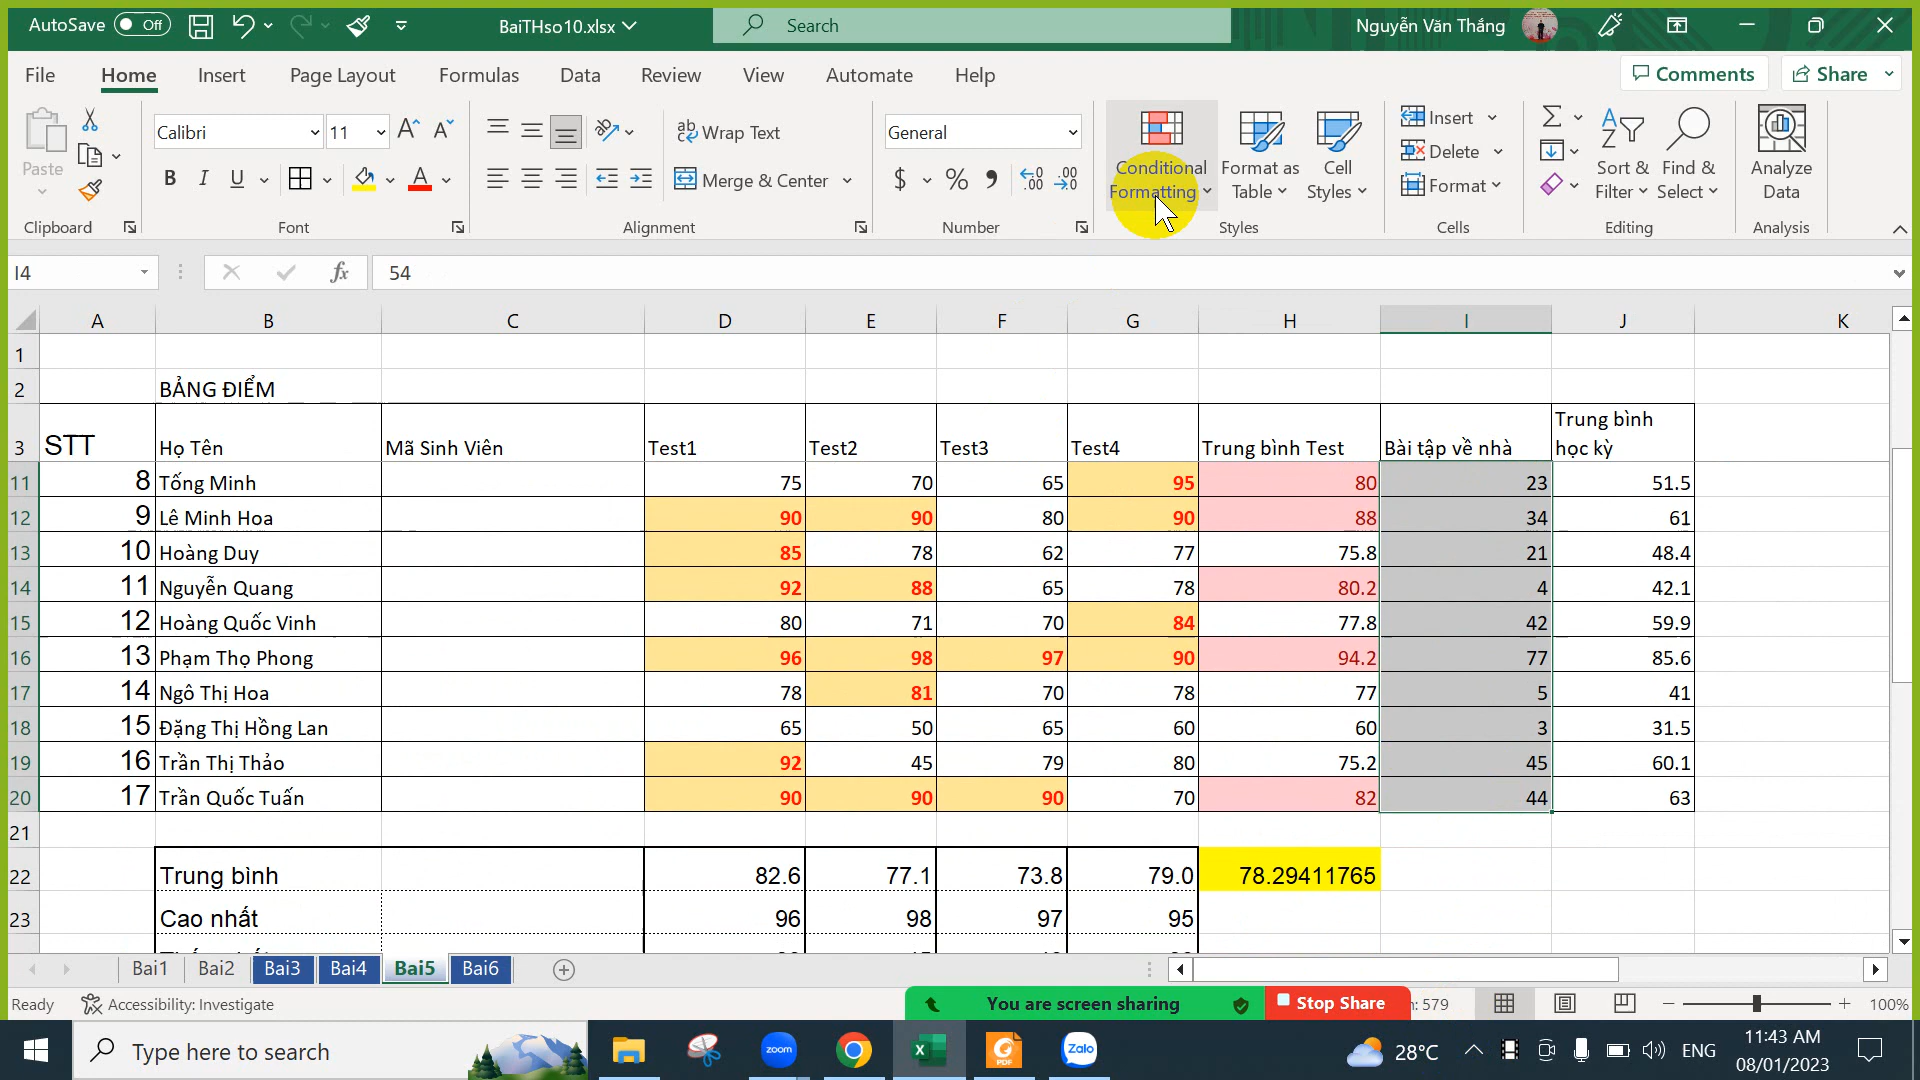 AutoSave Off BaiTHso10.xlsx Search Nguyễn Văn Thắng
File Home Insert Page Layout Formulas Data Review View Automate Help Comments Share
Paste
Clipboard
Calibri 11
B I U A
Font
ab Wrap Text
Merge & Center
Alignment
General
$ % .00
Number
Conditional Formatting
Format as Table
Cell Styles
Styles
Insert
Delete
Format
Cells
Sort & Filter
Find & Select
Editing
Analyze Data
Analysis
I4 fx 54
A B C D E F G H I J K
1
2 BẢNG ĐIỂM
3 STT Họ Tên Mã Sinh Viên Test1 Test2 Test3 Test4 Trung bình Test Bài tập về nhà Trung bình học kỳ
11 8 Tống Minh 75 70 65 95 80 23 51.5
12 9 Lê Minh Hoa 90 90 80 90 88 34 61
13 10 Hoàng Duy 85 78 62 77 75.8 21 48.4
14 11 Nguyễn Quang 92 88 65 78 80.2 4 42.1
15 12 Hoàng Quốc Vinh 80 71 70 84 77.8 42 59.9
16 13 Phạm Thọ Phong 96 98 97 90 94.2 77 85.6
17 14 Ngô Thị Hoa 78 81 70 78 77 5 41
18 15 Đặng Thị Hồng Lan 65 50 65 60 60 3 31.5
19 16 Trần Thị Thảo 92 45 79 80 75.2 45 60.1
20 17 Trần Quốc Tuấn 90 90 90 70 82 44 63
21
22 Trung bình 82.6 77.1 73.8 79.0 78.29411765
23 Cao nhất 96 98 97 95
Bai1 Bai2 Bai3 Bai4 Bai5 Bai6
Ready Accessibility: Investigate You are screen sharing Stop Share : 579 100%
Type here to search zoom Zalo 28°C ENG 11:43 AM
08/01/2023